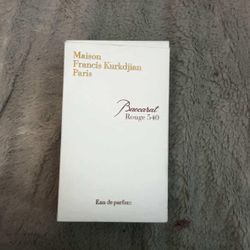 Maison
Francis Kurkdjian
Paris
Baccarat
Rouge 540
Eau de parfum